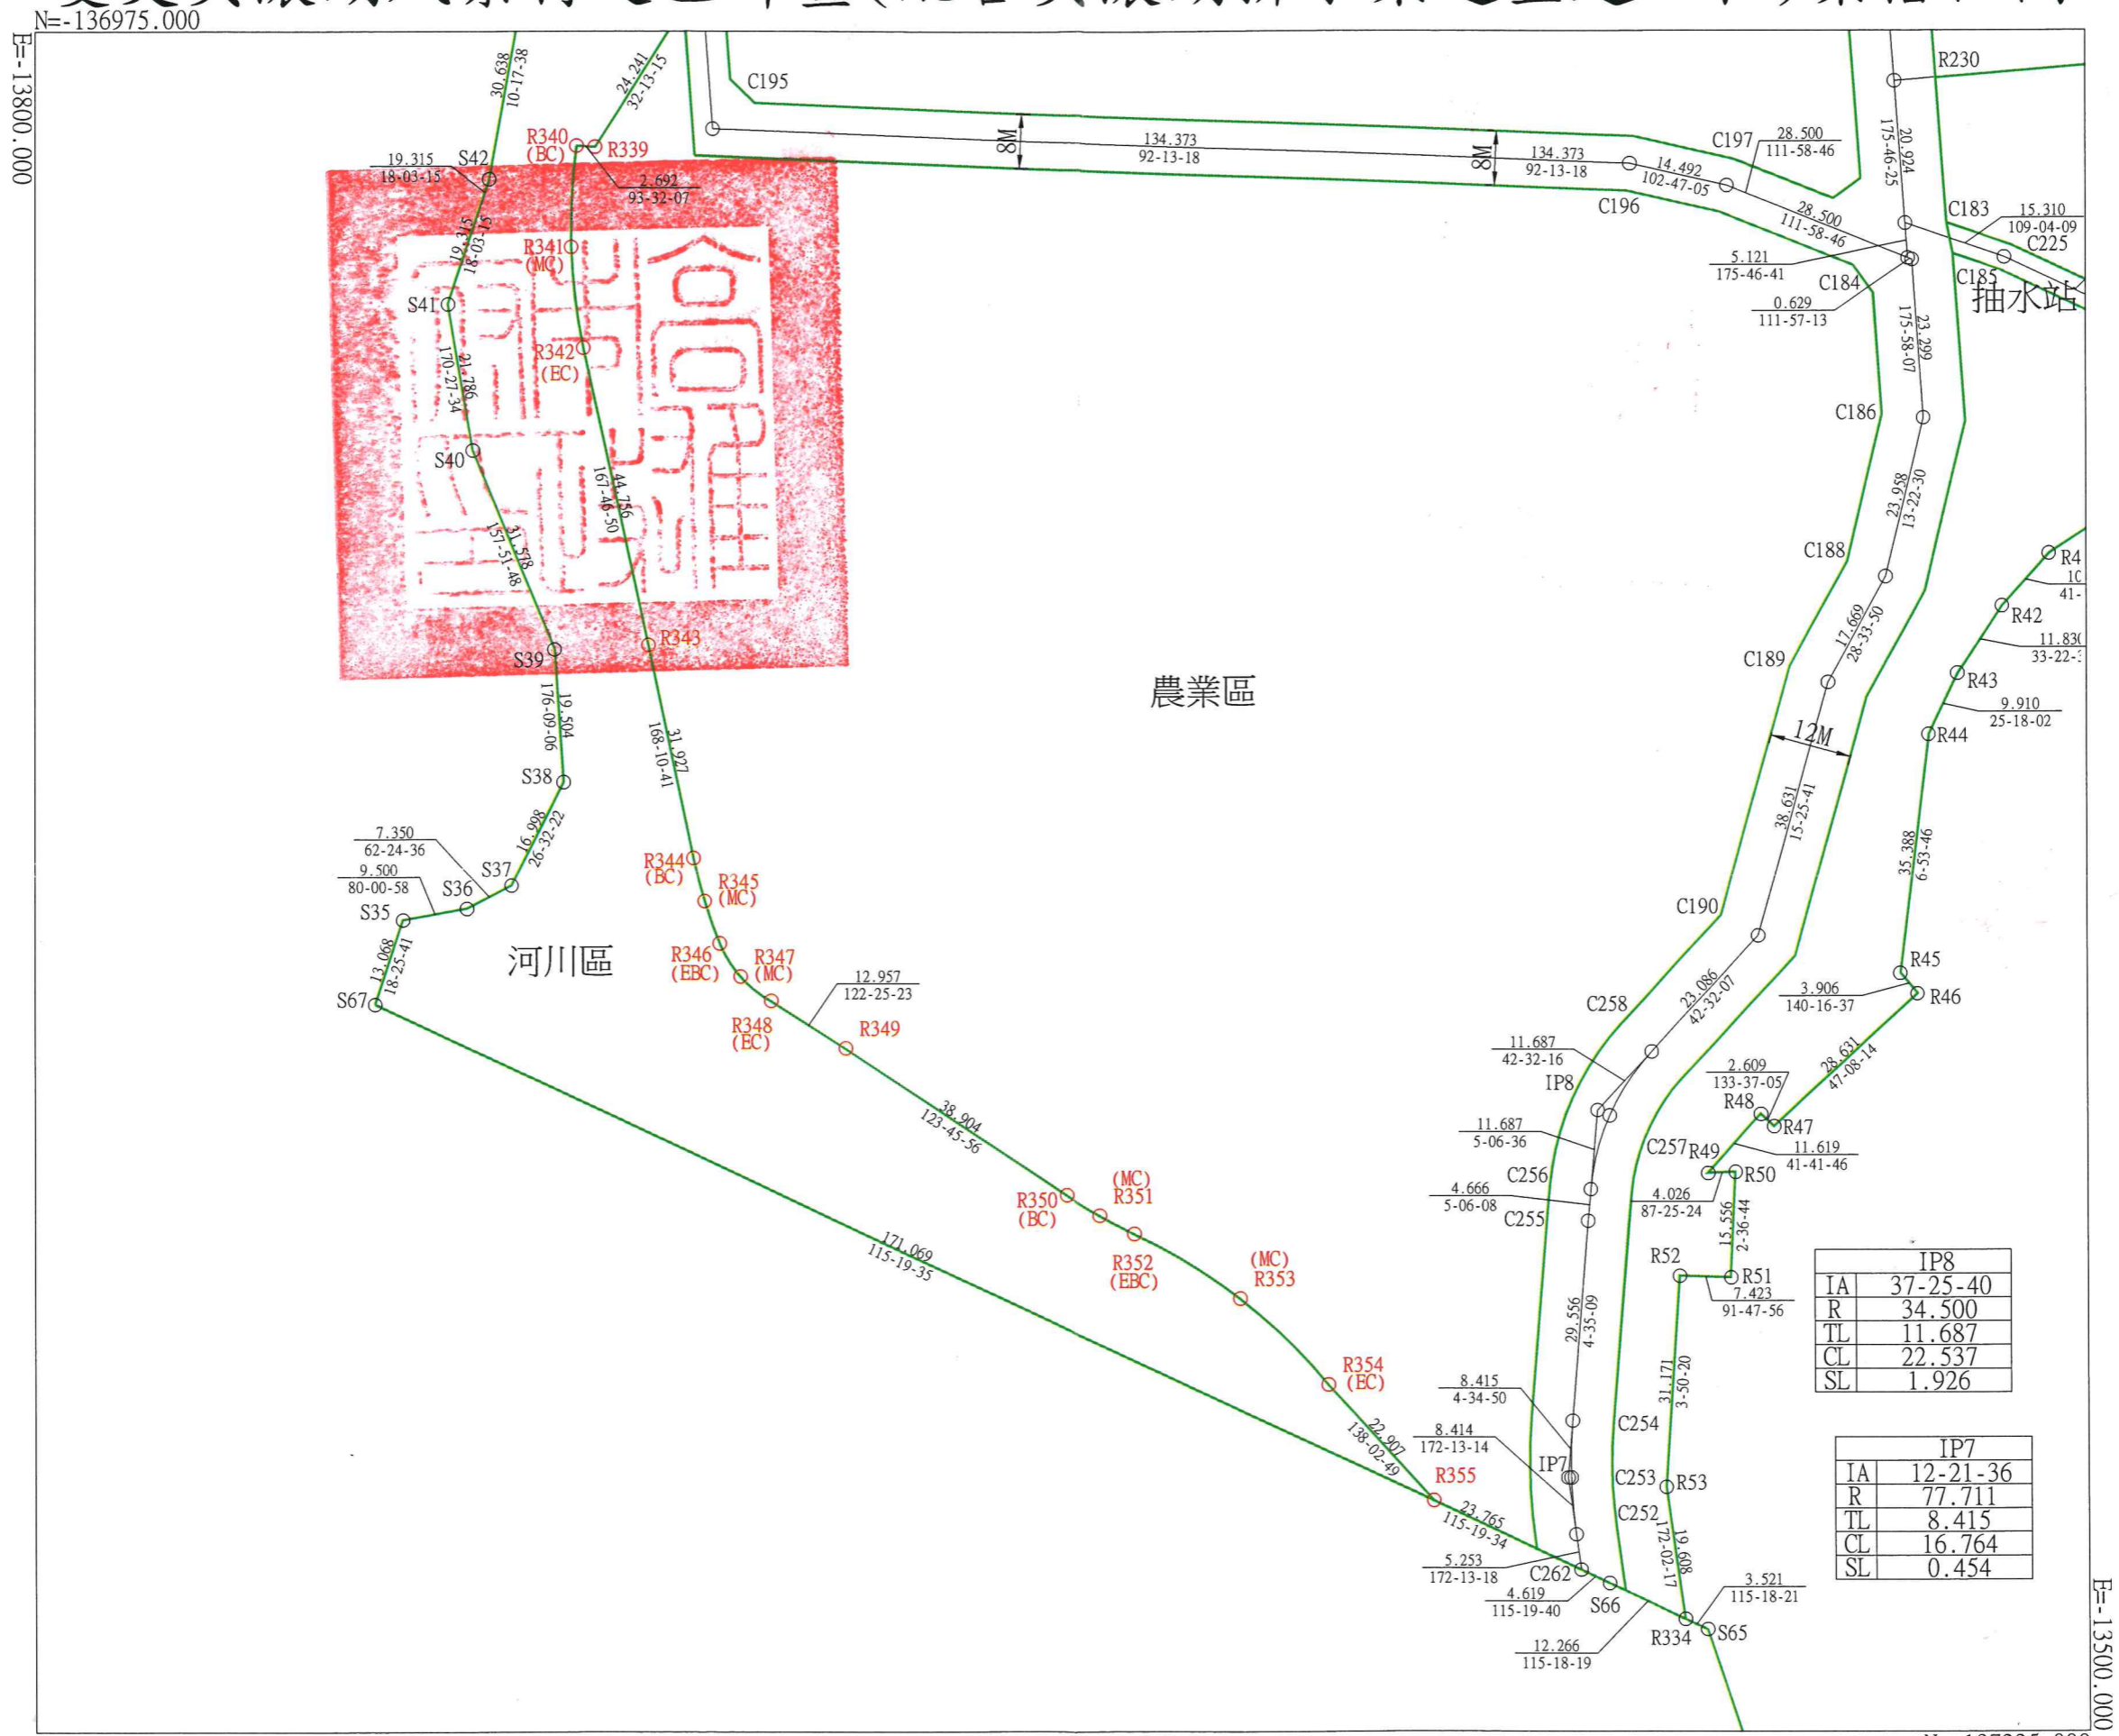 N=-136975.000
E=-13800.000
30.638
10-17-38
24.241
32-13-15
C195
R340
(BC)
R339
2.692
93-32-07
19.315
18-03-15
S42
19.315
18-03-15
R341
(MC)
S41
R342
(EC)
21.786
170-27-34
S40
44.756
167-46-50
31.578
157-51-48
S39
R343
19.504
176-09-06
S38
31.927
168-10-41
16.998
26-32-22
7.350
62-24-36
9.500
80-00-58
S37
S36
S35
13.068
18-25-41
S67
河川區
R344
(BC)
R345
(MC)
R346
(EBC)
R347
(MC)
R348
(EC)
12.957
122-25-23
R349
38.904
123-45-56
R350
(BC)
(MC)
R351
R352
(EBC)
(MC)
R353
R354
(EC)
22.907
138-02-49
R355
171.069
115-19-35
23.765
115-19-34
8M
134.373
92-13-18
8M
134.373
92-13-18
14.492
102-47-05
C196
C197
28.500
111-58-46
28.500
111-58-46
R230
20.924
175-46-25
C183
15.310
109-04-09
C225
C185
抽水站
5.121
175-46-41
C184
0.629
111-57-13
23.299
175-58-07
C186
23.958
13-22-30
C188
17.669
28-33-50
C189
農業區
12M
38.631
15-25-41
C190
R42
R43
9.910
25-18-02
R44
35.388
6-53-46
R45
3.906
140-16-37
R46
28.631
47-08-14
23.086
42-32-07
C258
11.687
42-32-16
IP8
11.687
5-06-36
2.609
133-37-05
R48
R47
11.619
41-41-46
C257
R49
R50
4.026
87-25-24
C256
4.666
5-06-08
C255
15.556
2-36-44
R52
R51
7.423
91-47-56
29.556
4-35-09
31.171
3-50-20
8.415
4-34-50
8.414
172-13-14
IP7
C254
C253
R53
C252
19.608
172-02-17
5.253
172-13-18
C262
4.619
115-19-40
S66
3.521
115-18-21
R334
S65
12.266
115-18-19
IP8
IA 37-25-40
R 34.500
TL 11.687
CL 22.537
SL 1.926
IP7
IA 12-21-36
R 77.711
TL 8.415
CL 16.764
SL 0.454
E=-13500.000